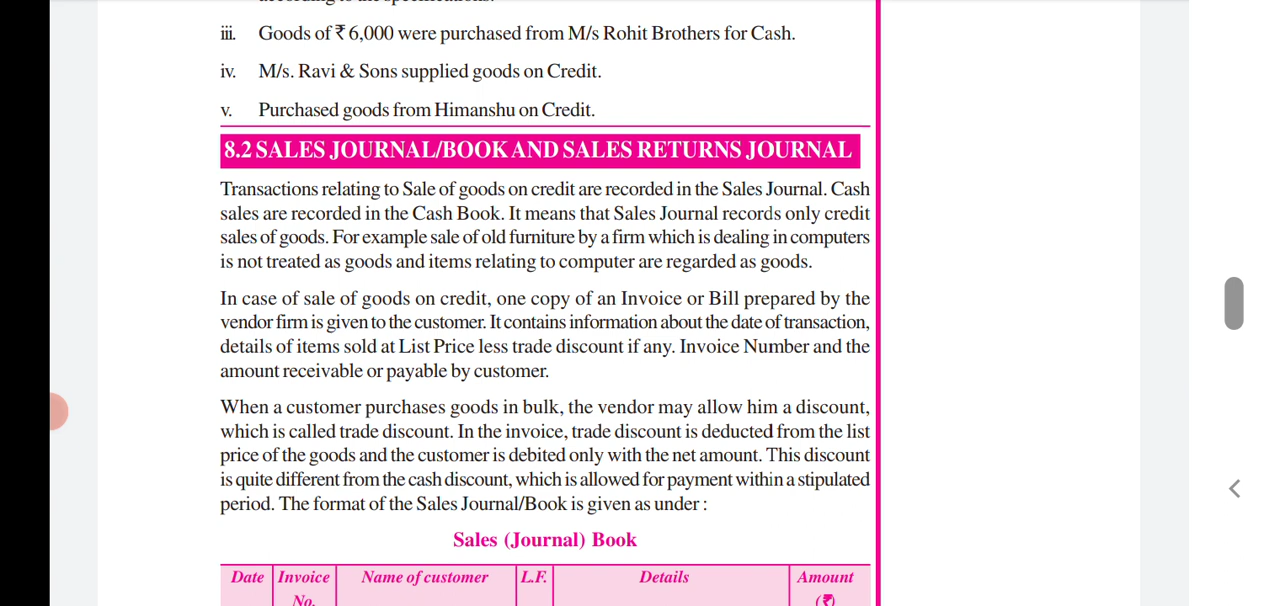 iii. Goods of ₹ 6,000 were purchased from M/s Rohit Brothers for Cash.
iv. M/s. Ravi & Sons supplied goods on Credit.
v. Purchased goods from Himanshu on Credit.
8.2 SALES JOURNAL/BOOK AND SALES RETURNS JOURNAL
Transactions relating to Sale of goods on credit are recorded in the Sales Journal. Cash
sales are recorded in the Cash Book. It means that Sales Journal records only credit
sales of goods. For example sale of old furniture by a firm which is dealing in computers
is not treated as goods and items relating to computer are regarded as goods.
In case of sale of goods on credit, one copy of an Invoice or Bill prepared by the
vendor firm is given to the customer. It contains information about the date of transaction,
details of items sold at List Price less trade discount if any. Invoice Number and the
amount receivable or payable by customer.
When a customer purchases goods in bulk, the vendor may allow him a discount,
which is called trade discount. In the invoice, trade discount is deducted from the list
price of the goods and the customer is debited only with the net amount. This discount
is quite different from the cash discount, which is allowed for payment within a stipulated
period. The format of the Sales Journal/Book is given as under :
Sales (Journal) Book
Date Invoice Name of customer L.F. Details Amount
No. (₹)